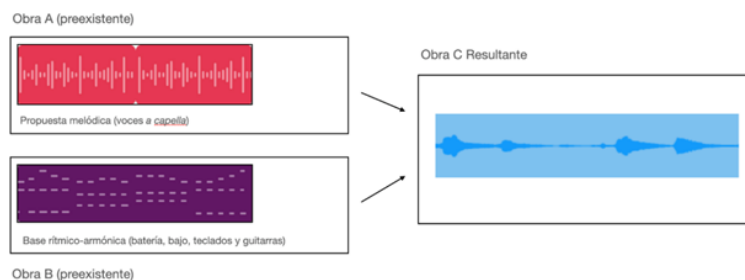 Obra A (preexistente)
Propuesta melódica (voces a capella)
Obra C Resultante
Base rítmico-armónica (batería, bajo, teclados y guitarras)
Obra B (preexistente)